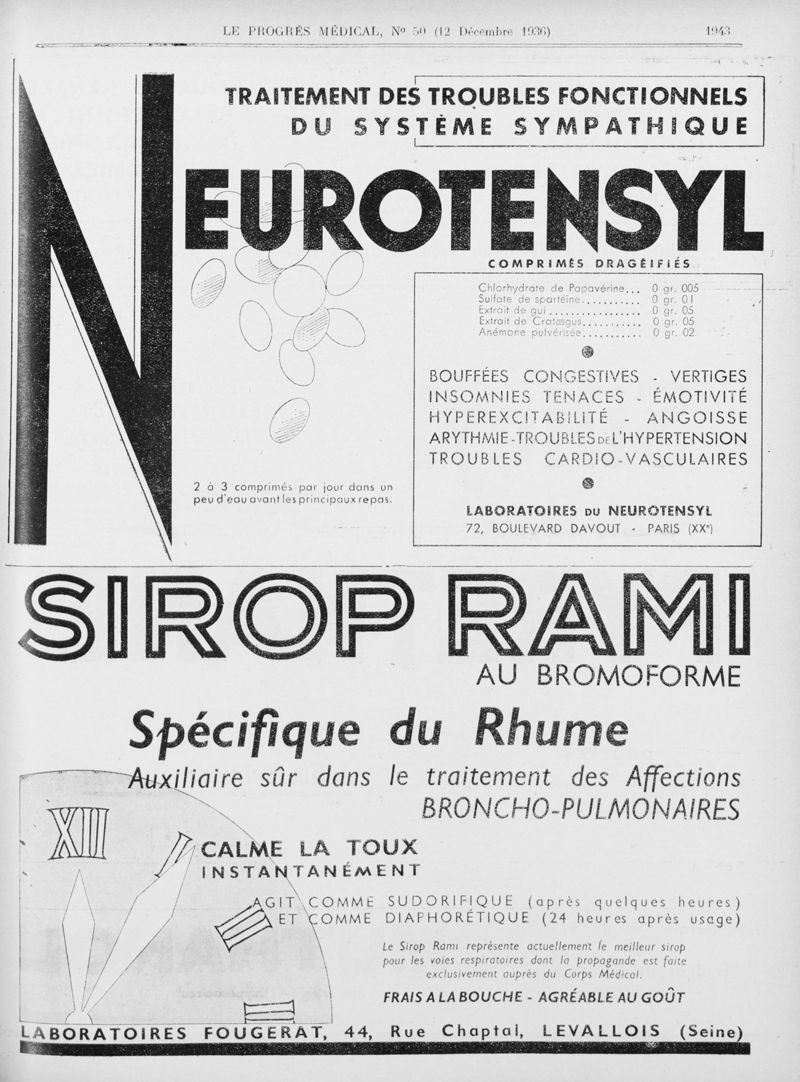 LE PROGRÈS MÉDICAL, Nº 50 (12 Décembre 1936) 1943
TRAITEMENT DES TROUBLES FONCTIONNELS
DU SYSTÈME SYMPATHIQUE
NEUROTENSYL
COMPRIMÉS DRAGÉIFIÉS
Chlorhydrate de Papavérine... 0 gr. 005
Sulfate de spartéine........... 0 gr. 01
Extrait de gui................. 0 gr. 05
Extrait de Cratægus.......... 0 gr. 05
Anémone pulvérisée........... 0 gr. 02
BOUFFÉES CONGESTIVES - VERTIGES
INSOMNIES TENACES - ÉMOTIVITÉ
HYPEREXCITABILITÉ - ANGOISSE
ARYTHMIE-TROUBLES DE L'HYPERTENSION
TROUBLES CARDIO-VASCULAIRES
2 à 3 comprimés par jour dans un
peu d'eau avant les principaux repas.
LABORATOIRES DU NEUROTENSYL
72, BOULEVARD DAVOUT - PARIS (XXe)
SIROP RAMI
AU BROMOFORME
Spécifique du Rhume
Auxiliaire sûr dans le traitement des Affections
BRONCHO-PULMONAIRES
XIII
CALME LA TOUX
INSTANTANÉMENT
I
AGIT COMME SUDORIFIQUE (après quelques heures)
ET COMME DIAPHORÉTIQUE (24 heures après usage)
II
Le Sirop Rami représente actuellement le meilleur sirop
pour les voies respiratoires dont la propagande est faite
exclusivement auprès du Corps Médical.
FRAIS A LA BOUCHE - AGRÉABLE AU GOÛT
III
LABORATOIRES FOUGERAT, 44, Rue Chaptal, LEVALLOIS (Seine)